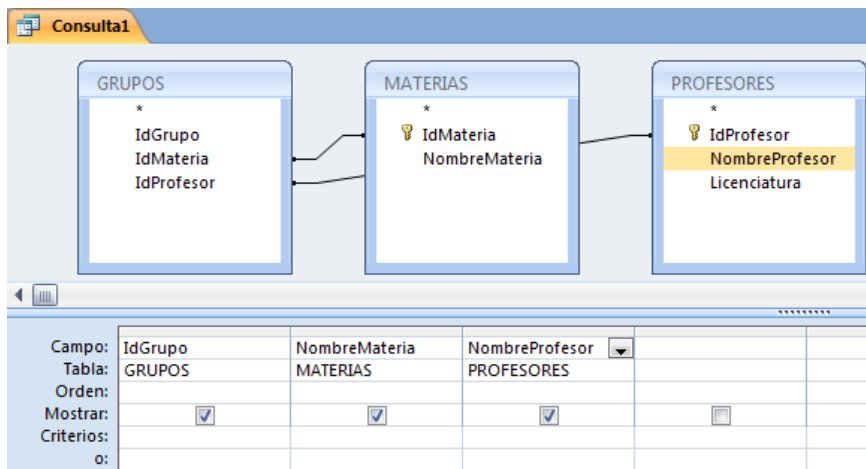 Consulta1
GRUPOS
*
IdGrupo
IdMateria
IdProfesor
MATERIAS
*
IdMateria
NombreMateria
PROFESORES
*
IdProfesor
NombreProfesor
Licenciatura
Campo: IdGrupo NombreMateria NombreProfesor
Tabla: GRUPOS MATERIAS PROFESORES
Orden:
Mostrar:
Criterios:
o: